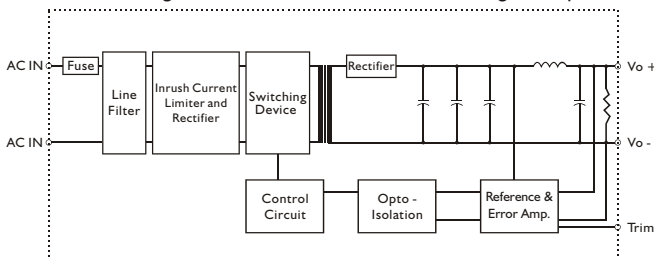 AC IN
Fuse
Line
Filter
Inrush Current
Limiter and
Rectifier
Switching
Device
Rectifier
Vo +
AC IN
Vo -
Control
Circuit
Opto -
Isolation
Reference &
Error Amp.
Trim